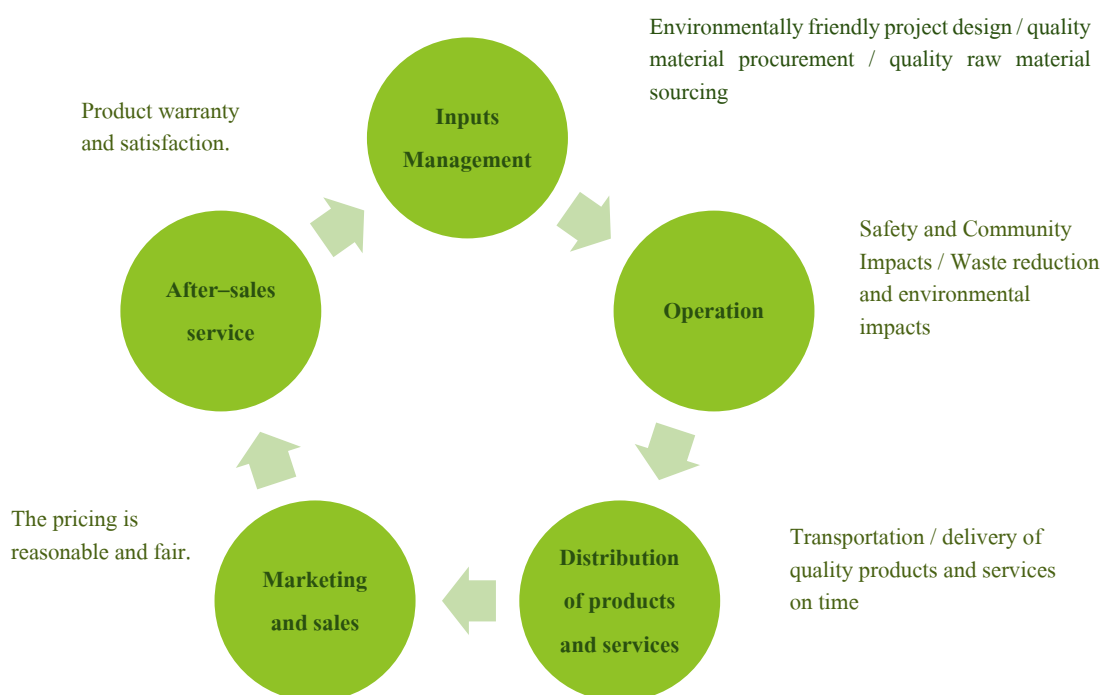 Environmentally friendly project design / quality
material procurement / quality raw material
sourcing
Product warranty
and satisfaction.
Inputs
Management
Safety and Community
Impacts / Waste reduction
and environmental
impacts
After–sales
service
Operation
The pricing is
reasonable and fair.
Marketing
and sales
Distribution
of products
and services
Transportation / delivery of
quality products and services
on time